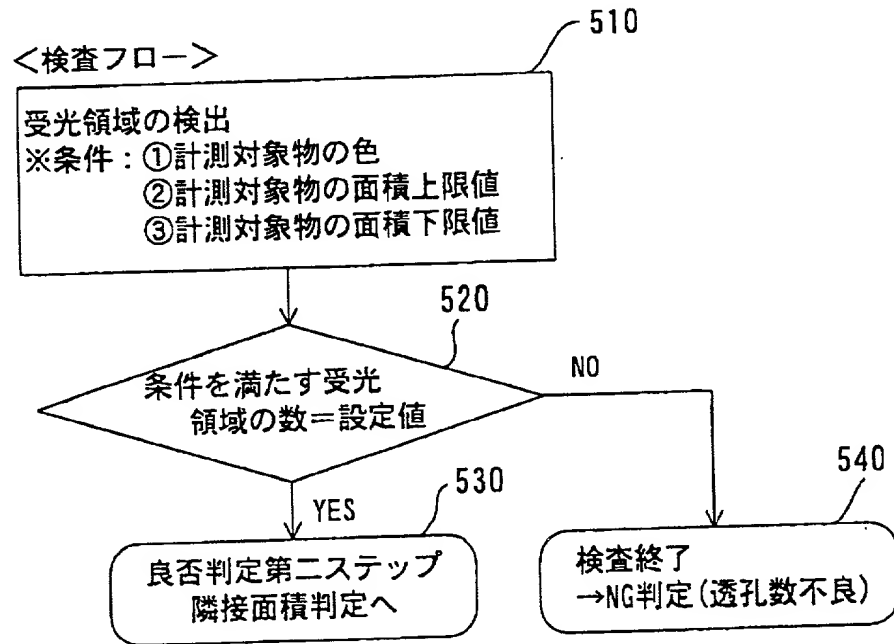 510
＜検査フロー＞
受光領域の検出
※条件：①計測対象物の色
②計測対象物の面積上限値
③計測対象物の面積下限値
520
条件を満たす受光
領域の数＝設定値
NO
YES
530
良否判定第二ステップ
隣接面積判定へ
540
検査終了
→NG判定(透孔数不良)